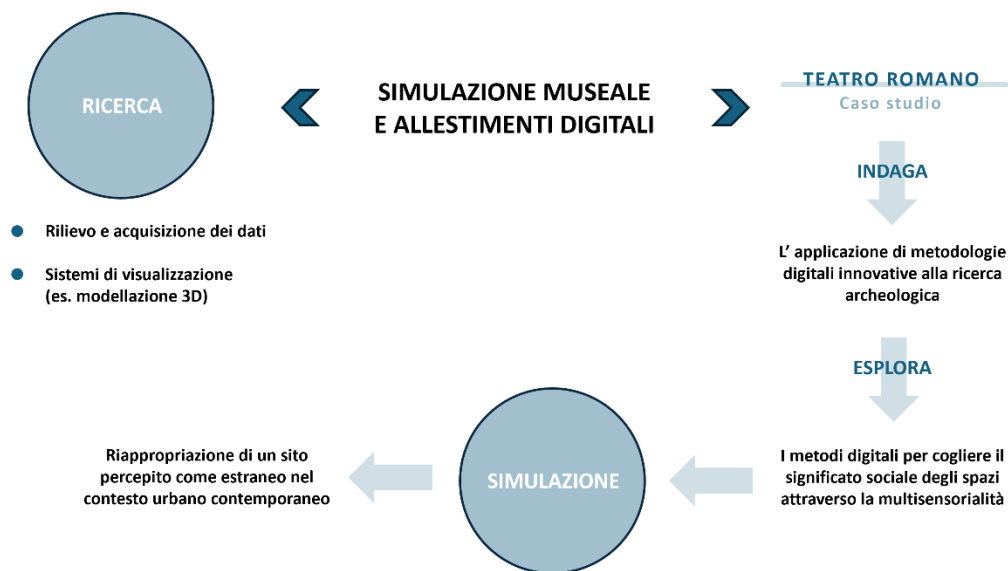 RICERCA
SIMULAZIONE MUSEALE
E ALLESTIMENTI DIGITALI
TEATRO ROMANO
Caso studio
INDAGA
Rilievo e acquisizione dei dati
Sistemi di visualizzazione
(es. modellazione 3D)
L' applicazione di metodologie
digitali innovative alla ricerca
archeologica
ESPLORA
I metodi digitali per cogliere il
significato sociale degli spazi
attraverso la multisensorialità
SIMULAZIONE
Riappropriazione di un sito
percepito come estraneo nel
contesto urbano contemporaneo